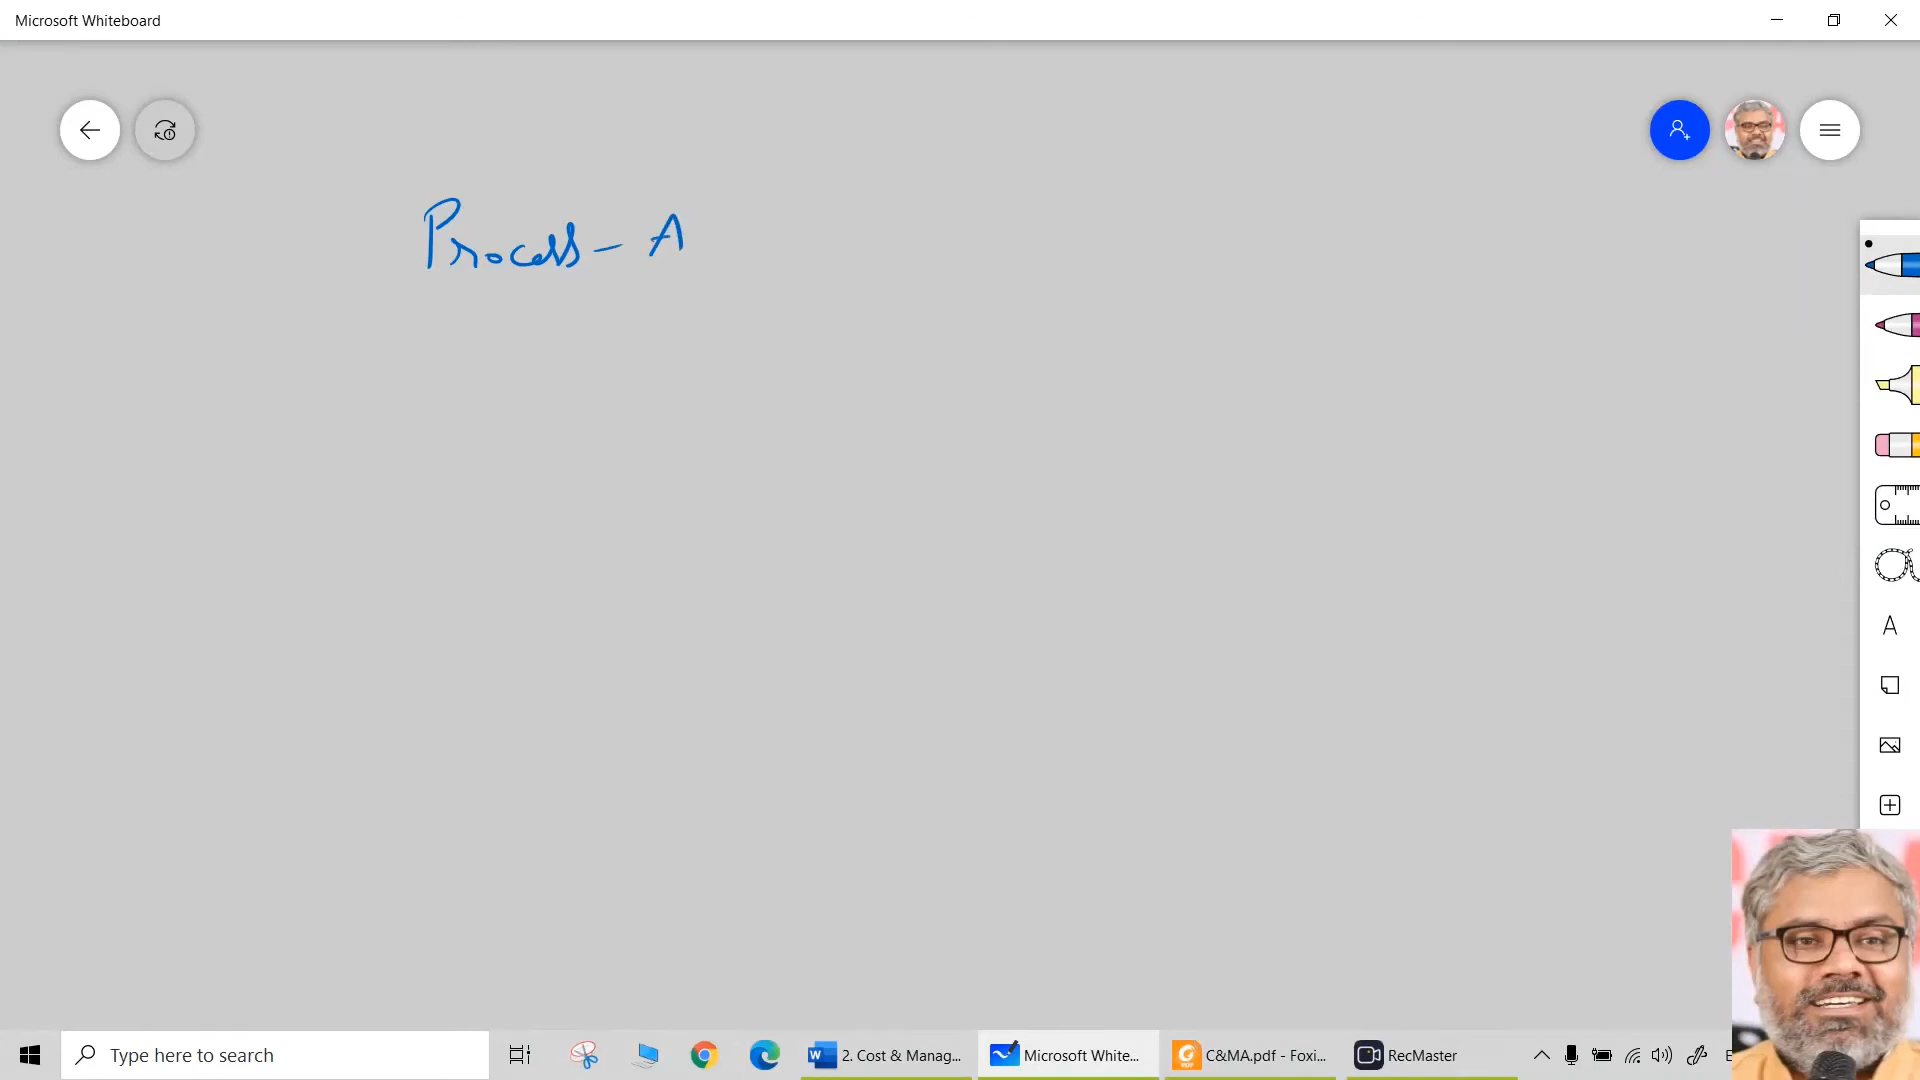 Microsoft Whiteboard
Process - A
A
Type here to search
2. Cost & Manag...
Microsoft White...
C&MA.pdf - Foxi...
RecMaster
E